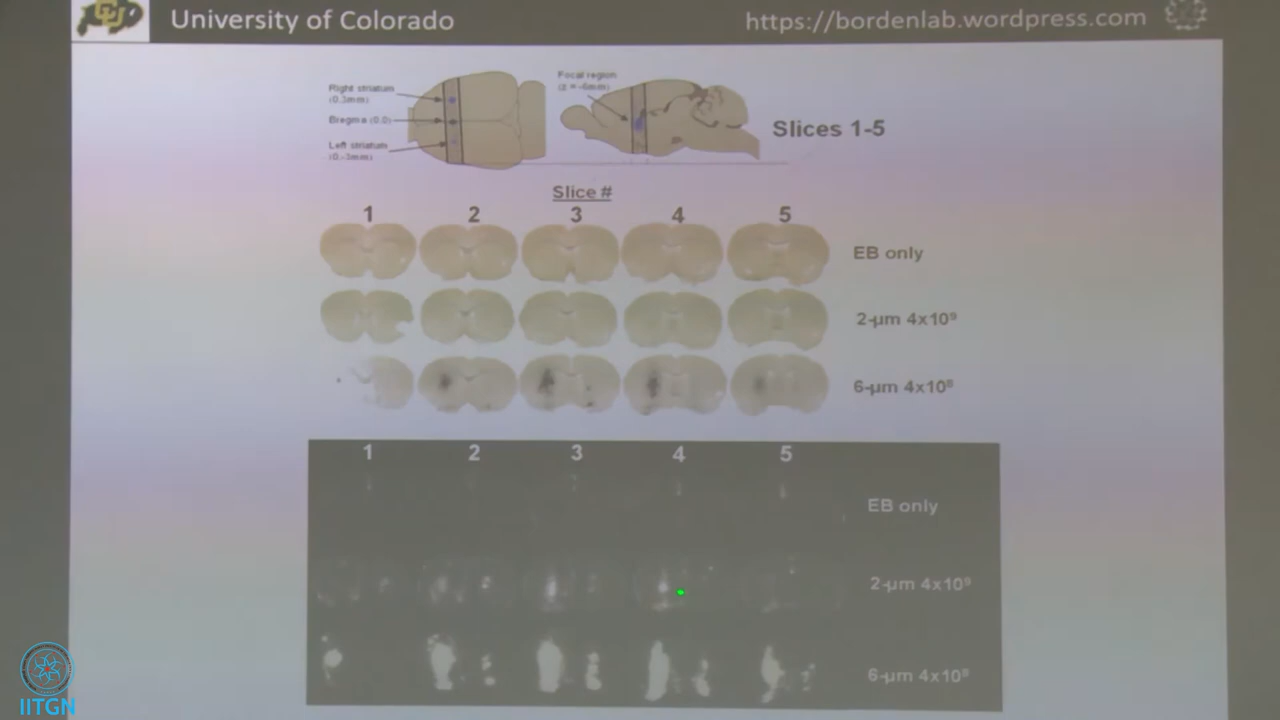 CU
University of Colorado
https://bordenlab.wordpress.com
Right striatum
(0,3mm)
Bregma (0,0)
Left striatum
(0,-3mm)
Focal region
(z = -6mm)
Slices 1-5
Slice #
1 2 3 4 5
EB only
2-µm 4x10⁹
6-µm 4x10⁸
1 2 3 4 5
EB only
2-µm 4x10⁹
6-µm 4x10⁸
IITGN